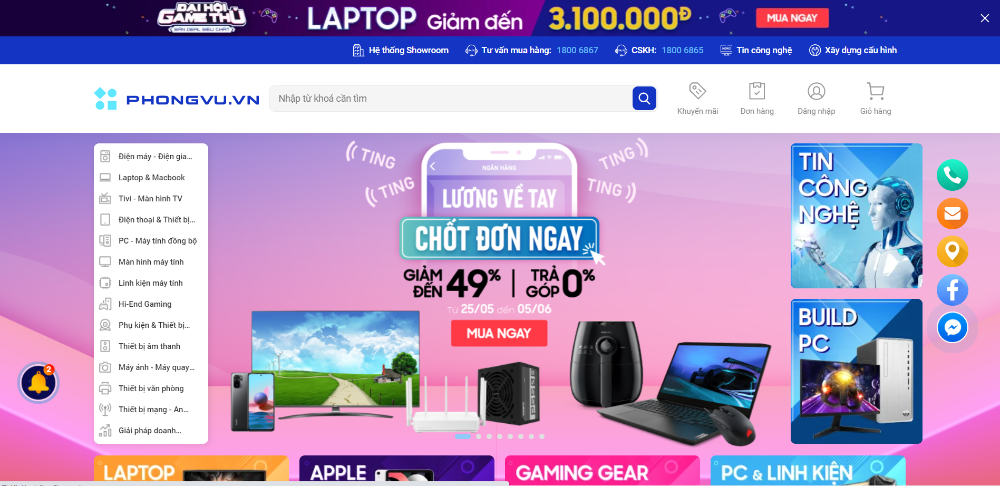 ĐẠI HỘI
GAME THỦ
SĂN DEAL SIÊU CHẤT
LAPTOP Giảm đến 3.100.000Đ
MUA NGAY
Hệ thống Showroom
Tư vấn mua hàng: 1800 6867
CSKH: 1800 6865
Tin công nghệ
Xây dựng cấu hình
PHONGVU.VN
Nhập từ khoá cần tìm
Khuyến mãi
Đơn hàng
Đăng nhập
Giỏ hàng
Điện máy - Điện gia...
Laptop & Macbook
Tivi - Màn hình TV
Điện thoại & Thiết bị...
PC - Máy tính đồng bộ
Màn hình máy tính
Linh kiện máy tính
Hi-End Gaming
Phụ kiện & Thiết bị...
Thiết bị âm thanh
Máy ảnh - Máy quay...
Thiết bị văn phòng
Thiết bị mạng - An...
Giải pháp doanh...
2
TING
TING
TING
TING
NGÂN HÀNG
LƯƠNG VỀ TAY
CHỐT ĐƠN NGAY
GIẢM ĐẾN 49%
TRẢ GÓP 0%
Từ 25/05 đến 05/06
MUA NGAY
TIN
CÔNG
NGHỆ
BUILD
PC
LAPTOP
APPLE
GAMING GEAR
PC & LINH KIỆN